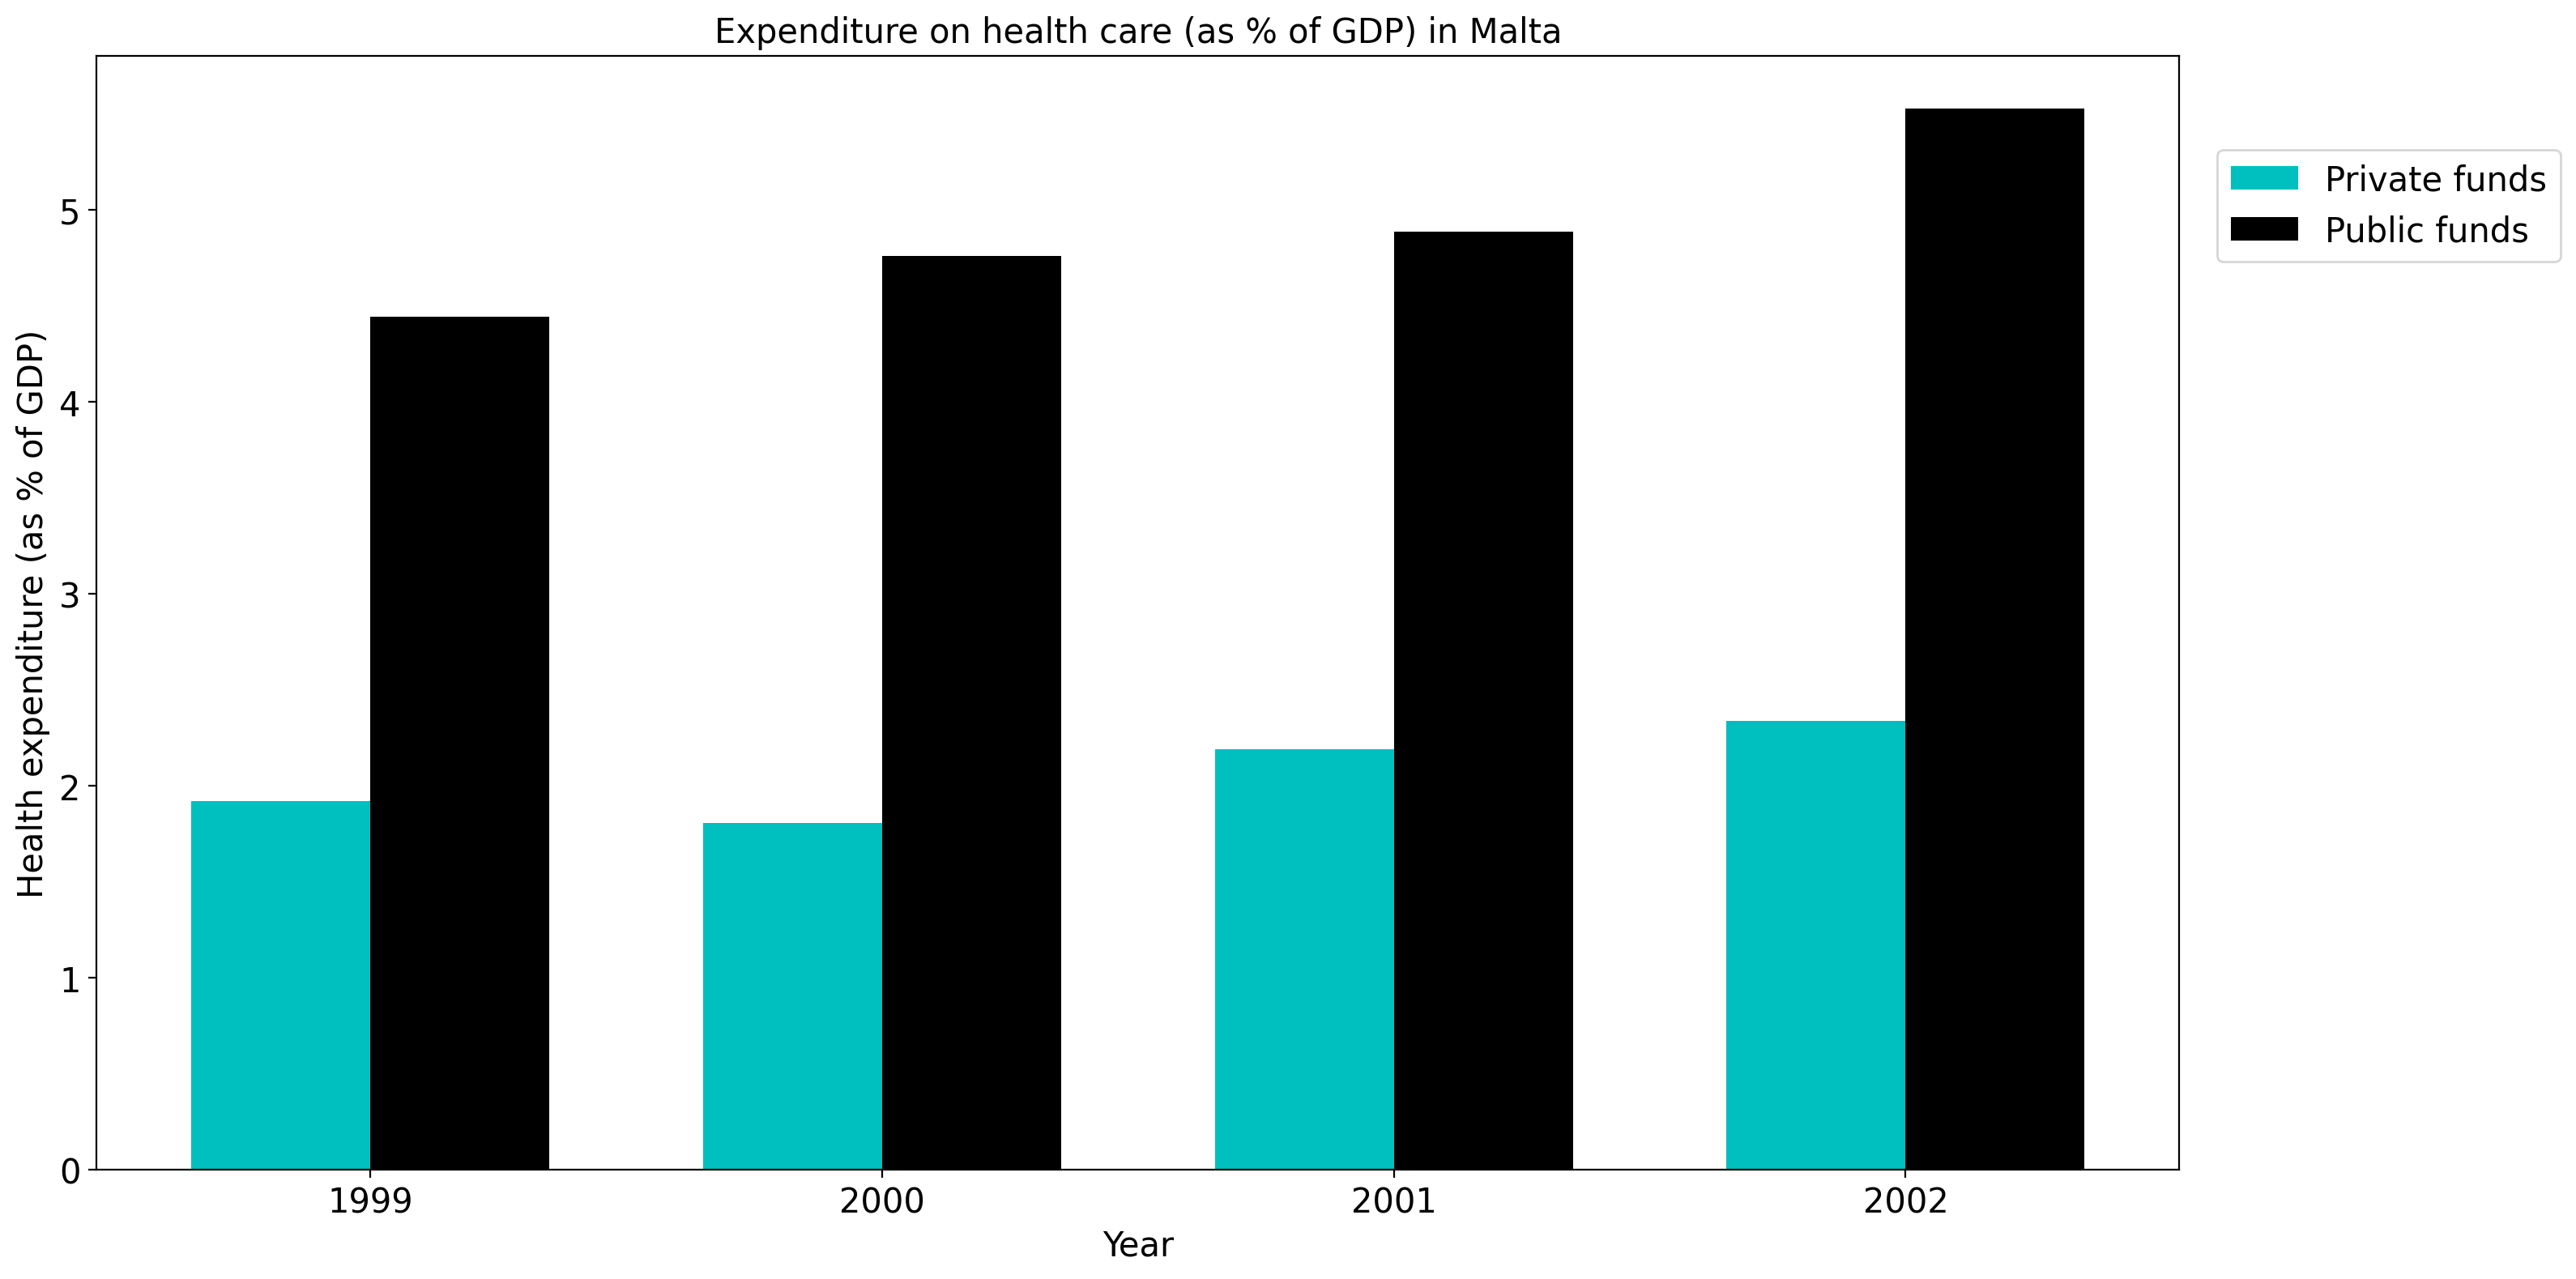 Expenditure on health care (as % of GDP) in Malta
Health expenditure (as % of GDP)
5
4
3
2
1
0
1999
2000
2001
2002
Year
Private funds
Public funds